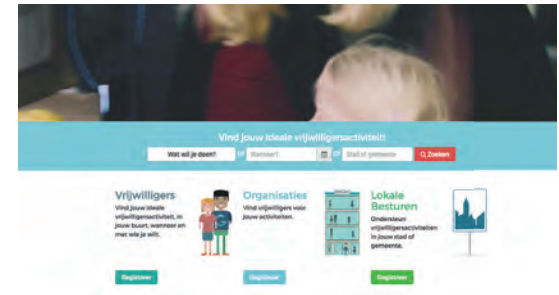 Vind jouw ideale vrijwilligersactiviteit!
Wat wil je doen? of Wanneer? of Stad of gemeente Zoeken
Vrijwilligers
Vind jouw ideale
vrijwilligersactiviteit, in
jouw buurt, wanneer en
met wie je wilt.
Registreer
Organisaties
Vind vrijwilligers voor
jouw activiteiten.
Registreer
Lokale
Besturen
Ondersteun
vrijwilligersactiviteiten
in jouw stad of
gemeente.
Registreer